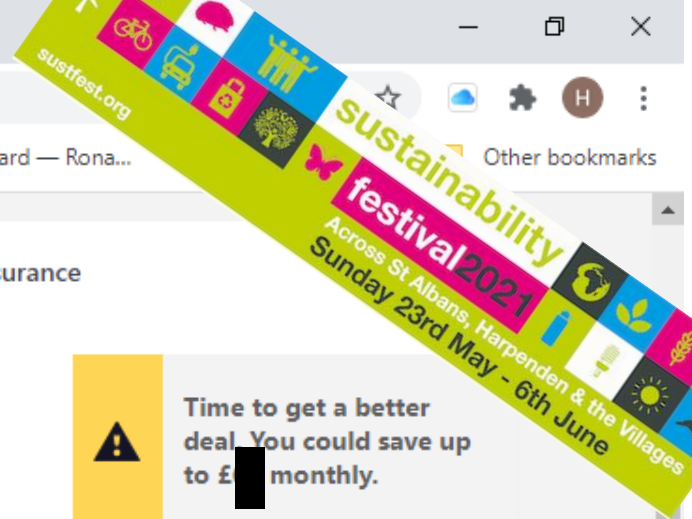 sustfest.org
H
ard — Rona...
Other bookmarks
sustainability
festival2021
Across St Albans, Harpenden & the Villages
Sunday 23rd May - 6th June
surance
Time to get a better
deal. You could save up
to £ monthly.